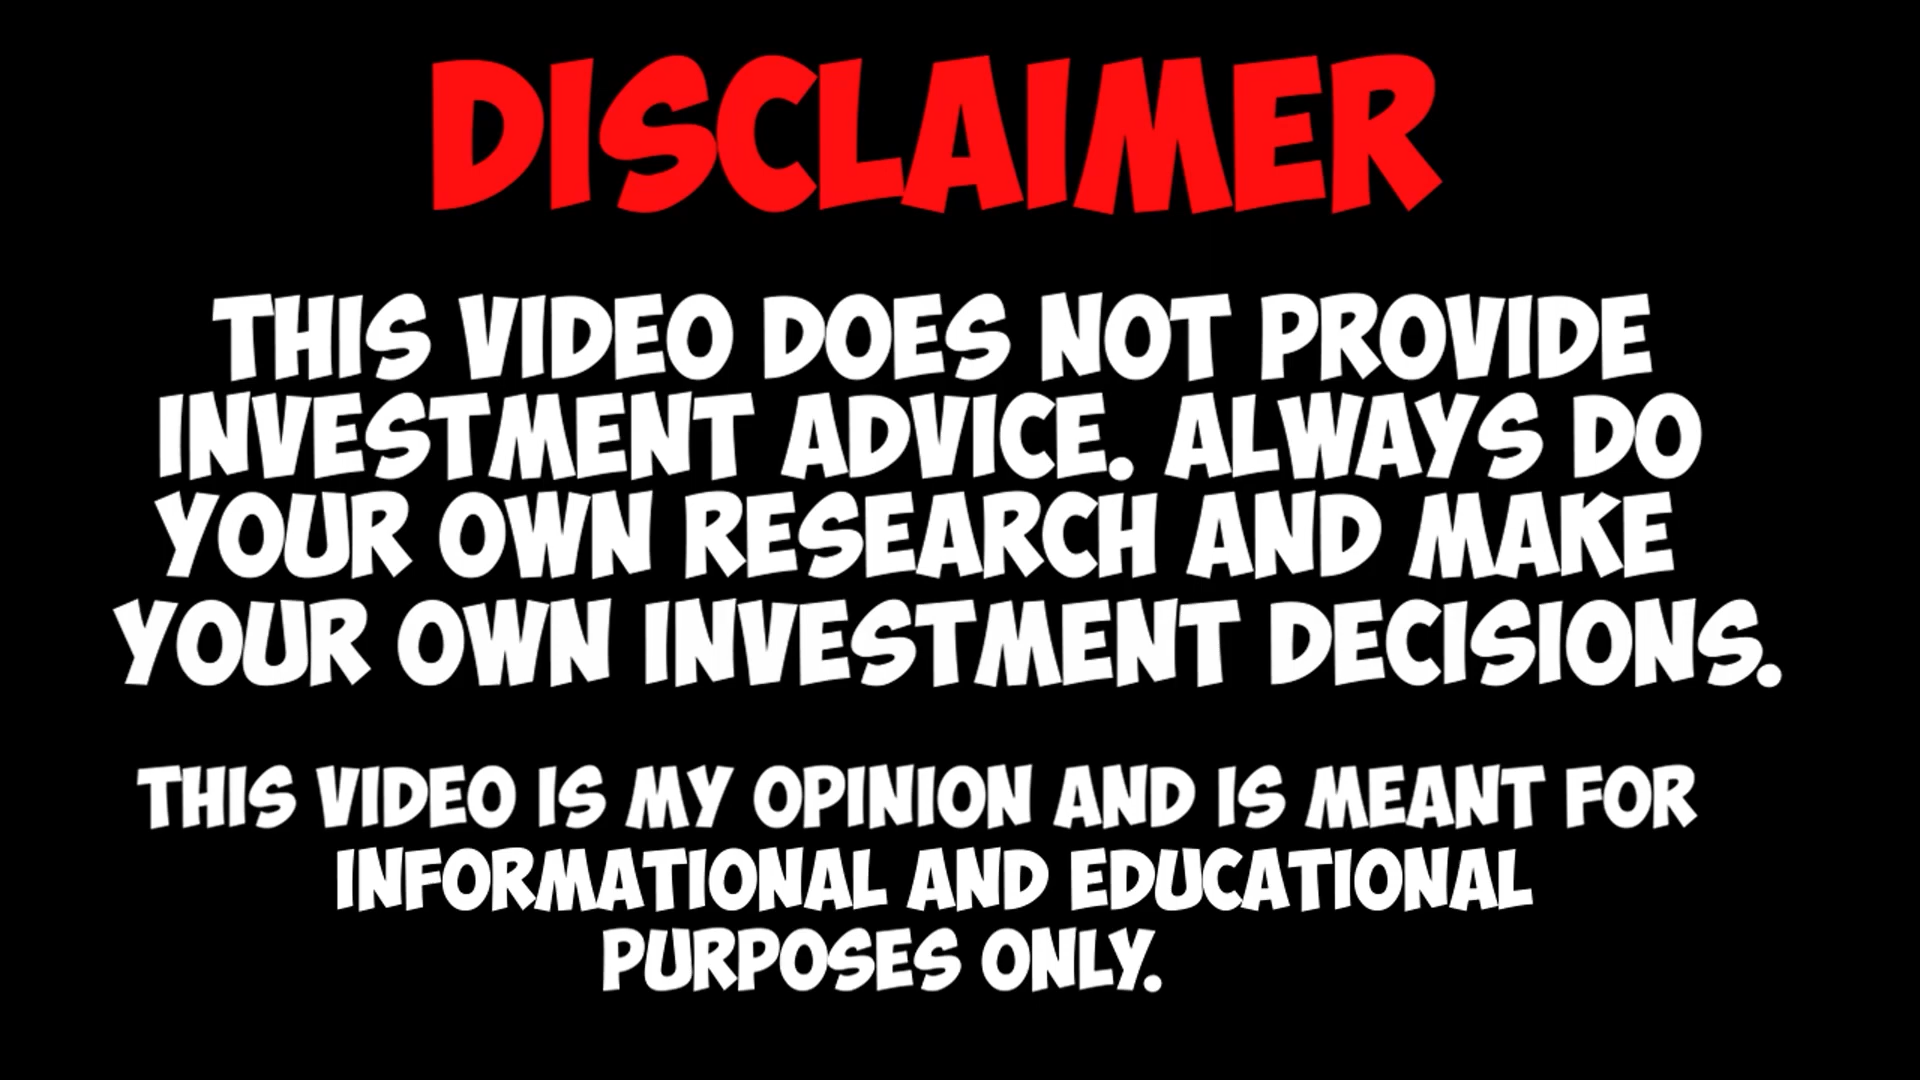 DISCLAIMER
THIS VIDEO DOES NOT PROVIDE
INVESTMENT ADVICE. ALWAYS DO
YOUR OWN RESEARCH AND MAKE
YOUR OWN INVESTMENT DECISIONS.
THIS VIDEO IS MY OPINION AND IS MEANT FOR
INFORMATIONAL AND EDUCATIONAL
PURPOSES ONLY.